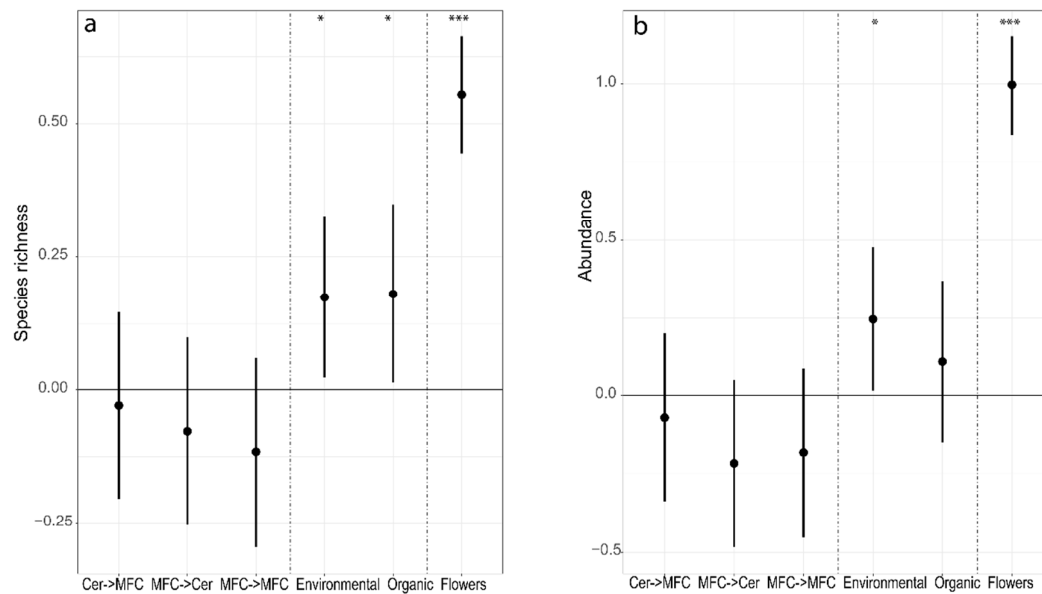 a
* * ***
Species richness
0.50
0.25
0.00
−0.25
Cer->MFC MFC->Cer MFC->MFC Environmental Organic Flowers
b
* ***
Abundance
1.0
0.5
0.0
−0.5
Cer->MFC MFC->Cer MFC->MFC Environmental Organic Flowers